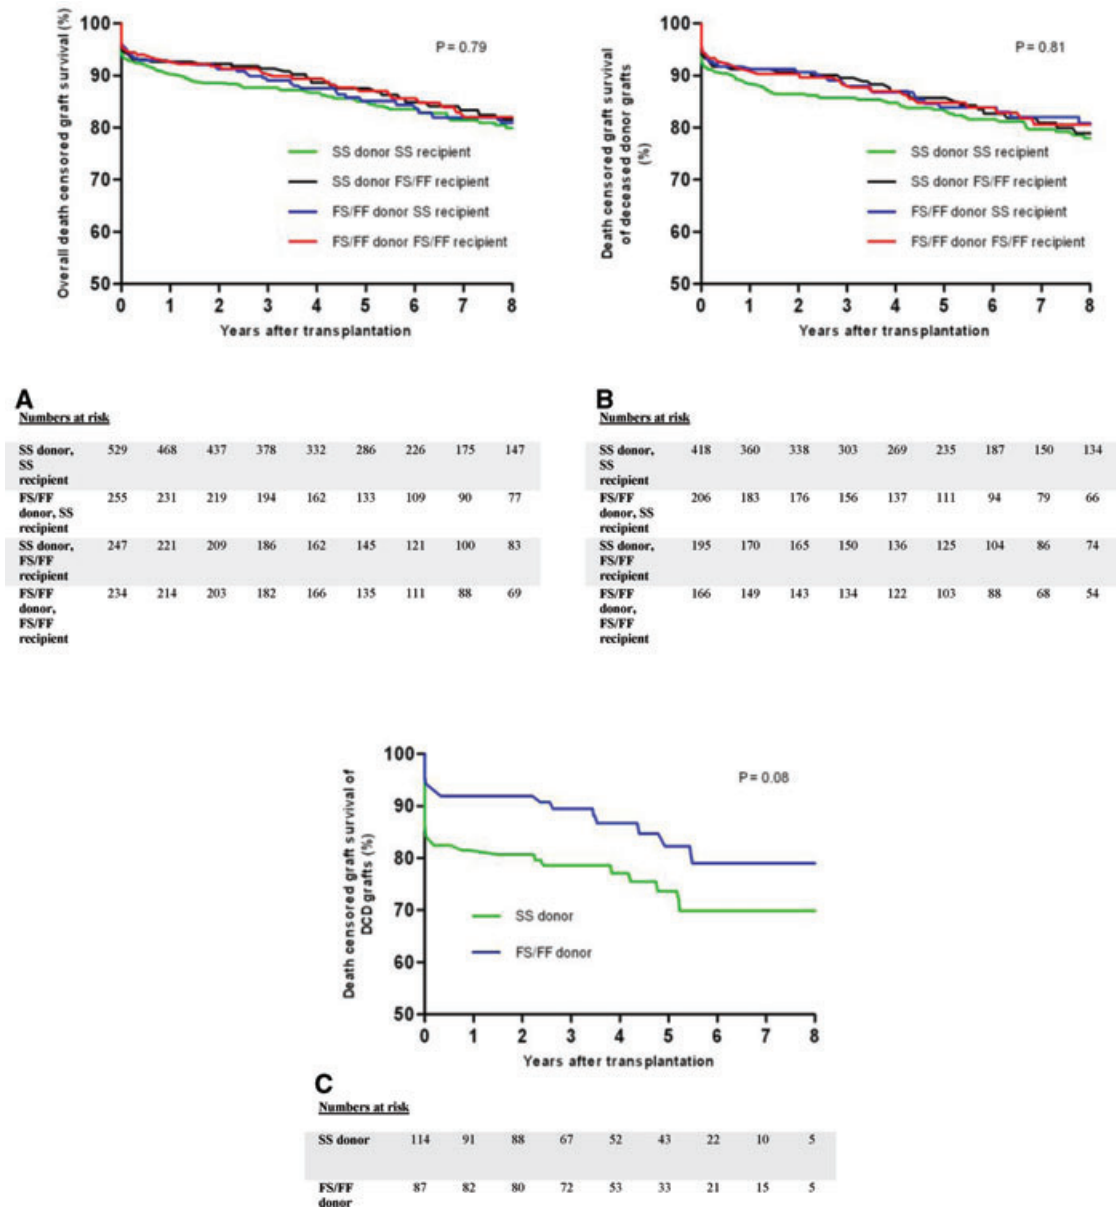 Overall death censored graft survival (%)
100
90
80
70
60
50
P = 0.79
SS donor SS recipient
SS donor FS/FF recipient
FS/FF donor SS recipient
FS/FF donor FS/FF recipient
0 1 2 3 4 5 6 7 8
Years after transplantation
Death censored graft survival
of deceased donor grafts
(%)
100
90
80
70
60
50
P = 0.81
SS donor SS recipient
SS donor FS/FF recipient
FS/FF donor SS recipient
FS/FF donor FS/FF recipient
0 1 2 3 4 5 6 7 8
Years after transplantation
A
Numbers at risk
SS donor, 529 468 437 378 332 286 226 175 147
SS
recipient
FS/FF 255 231 219 194 162 133 109 90 77
donor, SS
recipient
SS donor, 247 221 209 186 162 145 121 100 83
FS/FF
recipient
FS/FF 234 214 203 182 166 135 111 88 69
donor,
FS/FF
recipient
B
Numbers at risk
SS donor, 418 360 338 303 269 235 187 150 134
SS
recipient
FS/FF 206 183 176 156 137 111 94 79 66
donor, SS
recipient
SS donor, 195 170 165 150 136 125 104 86 74
FS/FF
recipient
FS/FF 166 149 143 134 122 103 88 68 54
donor,
FS/FF
recipient
Death censored graft survival of
DCD grafts (%)
100
90
80
70
60
50
P = 0.08
SS donor
FS/FF donor
0 1 2 3 4 5 6 7 8
Years after transplantation
C
Numbers at risk
SS donor 114 91 88 67 52 43 22 10 5
FS/FF 87 82 80 72 53 33 21 15 5
donor